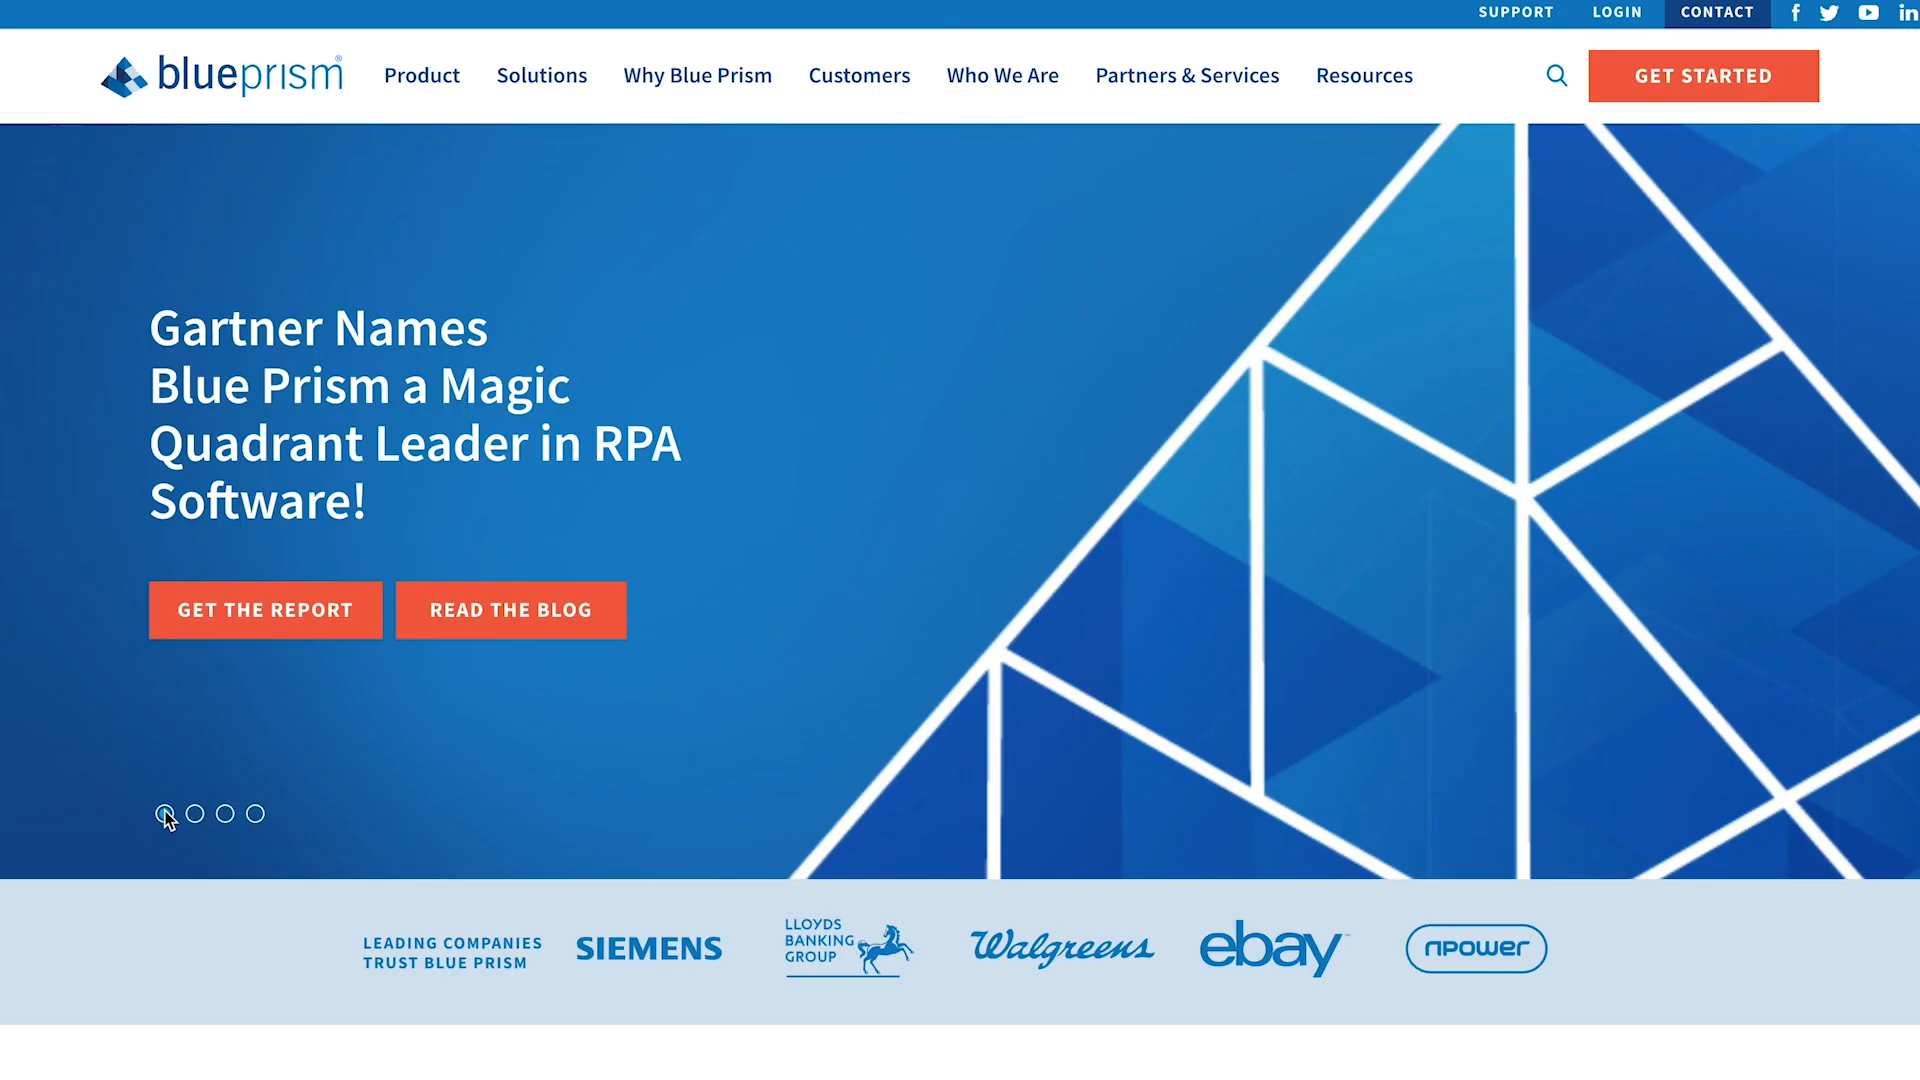 SUPPORT LOGIN CONTACT
blueprism®
Product Solutions Why Blue Prism Customers Who We Are Partners & Services Resources
GET STARTED
Gartner Names
Blue Prism a Magic
Quadrant Leader in RPA
Software!
GET THE REPORT READ THE BLOG
LEADING COMPANIES
TRUST BLUE PRISM
SIEMENS
LLOYDS
BANKING
GROUP
Walgreens
ebay
npower